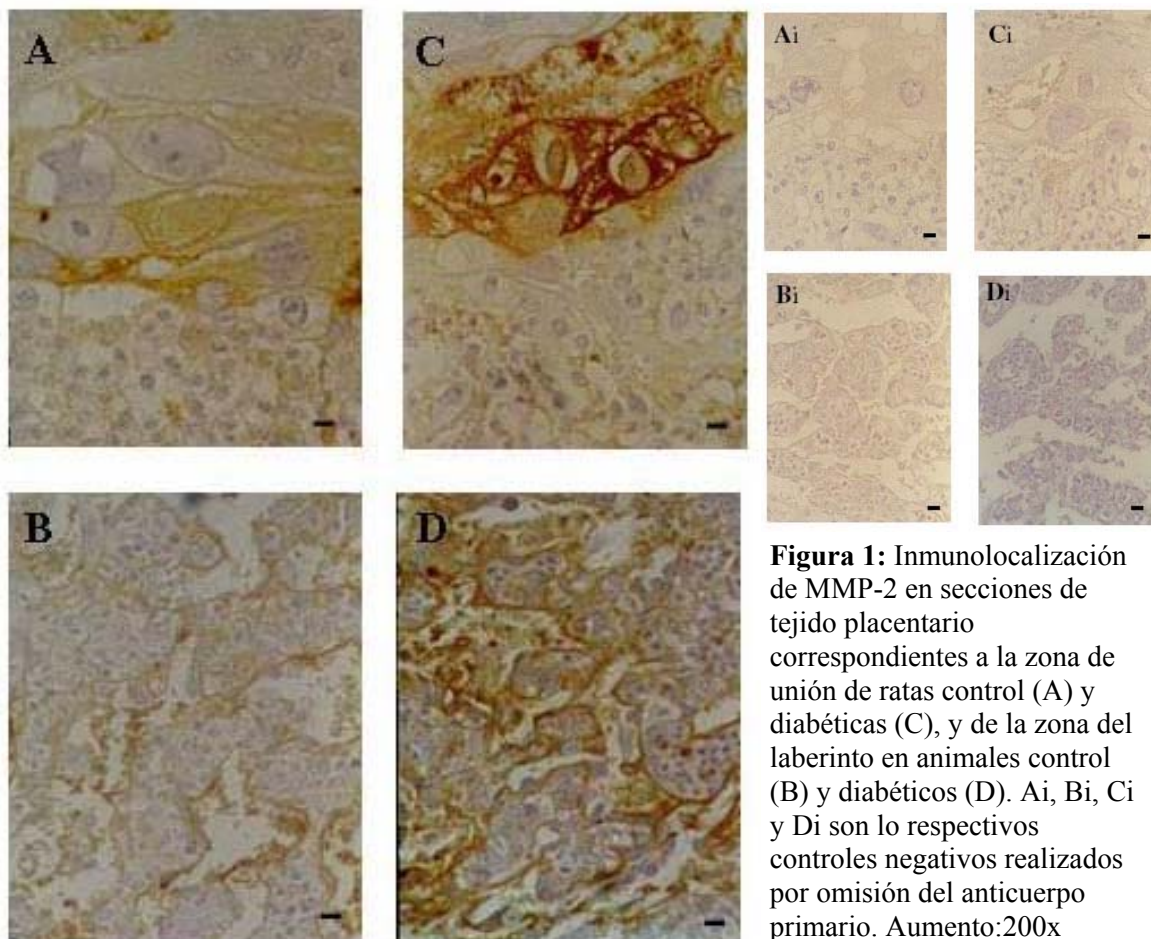 A
C
Ai
Ci
Bi
Di
B
D
Figura 1: Inmunolocalización
de MMP-2 en secciones de
tejido placentario
correspondientes a la zona de
unión de ratas control (A) y
diabéticas (C), y de la zona del
laberinto en animales control
(B) y diabéticos (D). Ai, Bi, Ci
y Di son lo respectivos
controles negativos realizados
por omisión del anticuerpo
primario. Aumento:200x